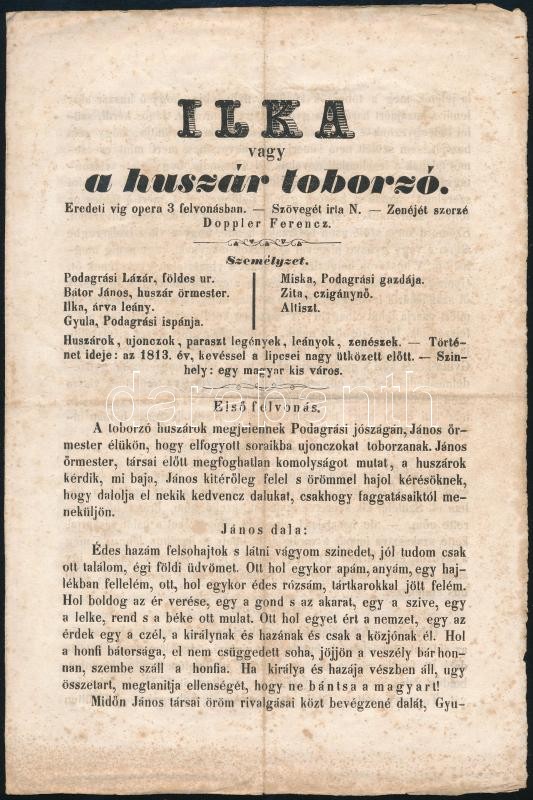 ILKA
vagy
a huszár toborzó.
Eredeti vig opera 3 felvonásban. — Szövegét irta N. — Zenéjét szerzé
Doppler Ferencz.
Személyzet.
Podagrási Lázár, földes ur.
Bátor János, huszár örmester.
Ilka, árva leány.
Gyula, Podagrási ispánja.
Miska, Podagrási gazdája.
Zita, czigánynő.
Altiszt.
Huszárok, ujonczok, paraszt legények, leányok, zenészek. — Törté-
net ideje: az 1813. év, kevéssel a lipcsei nagy ütközett előtt. — Szin-
hely: egy magyar kis város.
Első felvonás.
A toborzó huszárok megjeiennek Podagrási jószágán, János őr-
mester élükön, hogy elfogyott soraikba ujonczokat toborzanak. János
őrmester, társai előtt megfoghatlan komolyságot mutat, a huszárok
kérdik, mi baja, János kitérőleg felel s örömmel hajol kérésöknek,
hogy dalolja el nekik kedvencz dalukat, csakhogy faggatásaiktól me-
neküljön.
János dala:
Édes hazám felsohajtok s látni vágyom szinedet, jól tudom csak
ott találom, égi földi üdvömet. Ott hol egykor apám, anyám, egy haj-
lékban fellelém, ott, hol egykor édes rózsám, tártkarokkal jött felém.
Hol boldog az ér verése, egy a gond s az akarat, egy a szive, egy
a lelke, rend s a béke ott mulat. Ott hol egyet ért a nemzet, egy az
érdek egy a czél, a királynak és hazának és csak a közjónak él. Hol
a honfi bátorsága, el nem csüggedett soha, jöjjön a veszély bár hon-
nan, szembe száll a honfia. Ha királya és hazája vészben áll, ugy
összetart, megtanitja ellenségét, hogy ne bántsa a magyart!
Midőn János társai öröm rivalgásai közt bevégzené dalát, Gyu-
darabanth